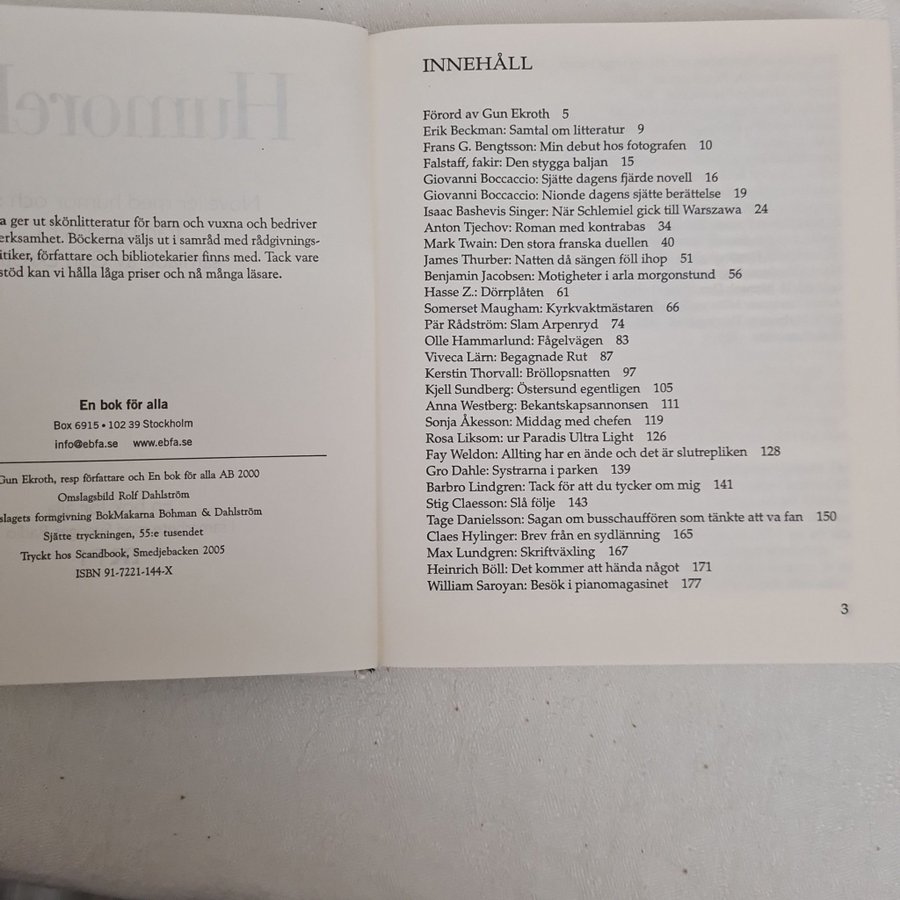 a ger ut skönlitteratur för barn och vuxna och bedriver
erksamhet. Böckerna väljs ut i samråd med rådgivnings-
itiker, författare och bibliotekarier finns med. Tack vare
stöd kan vi hålla låga priser och nå många läsare.
En bok för alla
Box 6915 • 102 39 Stockholm
info@ebfa.se www.ebfa.se
Gun Ekroth, resp författare och En bok för alla AB 2000
Omslagsbild Rolf Dahlström
slagets formgivning BokMakarna Bohman & Dahlström
Sjätte tryckningen, 55:e tusendet
Tryckt hos Scandbook, Smedjebacken 2005
ISBN 91-7221-144-X
INNEHÅLL
Förord av Gun Ekroth 5
Erik Beckman: Samtal om litteratur 9
Frans G. Bengtsson: Min debut hos fotografen 10
Falstaff, fakir: Den stygga baljan 15
Giovanni Boccaccio: Sjätte dagens fjärde novell 16
Giovanni Boccaccio: Nionde dagens sjätte berättelse 19
Isaac Bashevis Singer: När Schlemiel gick till Warszawa 24
Anton Tjechov: Roman med kontrabas 34
Mark Twain: Den stora franska duellen 40
James Thurber: Natten då sängen föll ihop 51
Benjamin Jacobsen: Motigheter i arla morgonstund 56
Hasse Z.: Dörrplåten 61
Somerset Maugham: Kyrkvaktmästaren 66
Pär Rådström: Slam Arpenryd 74
Olle Hammarlund: Fågelvägen 83
Viveca Lärn: Begagnade Rut 87
Kerstin Thorvall: Bröllopsnatten 97
Kjell Sundberg: Östersund egentligen 105
Anna Westberg: Bekantskapsannonsen 111
Sonja Åkesson: Middag med chefen 119
Rosa Liksom: ur Paradis Ultra Light 126
Fay Weldon: Allting har en ände och det är slutrepliken 128
Gro Dahle: Systrarna i parken 139
Barbro Lindgren: Tack för att du tycker om mig 141
Stig Claesson: Slå följe 143
Tage Danielsson: Sagan om busschauffören som tänkte att va fan 150
Claes Hylinger: Brev från en sydlänning 165
Max Lundgren: Skriftväxling 167
Heinrich Böll: Det kommer att hända något 171
William Saroyan: Besök i pianomagasinet 177
3